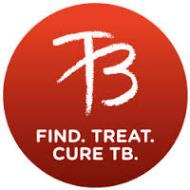 TB
FIND. TREAT.
CURE TB.